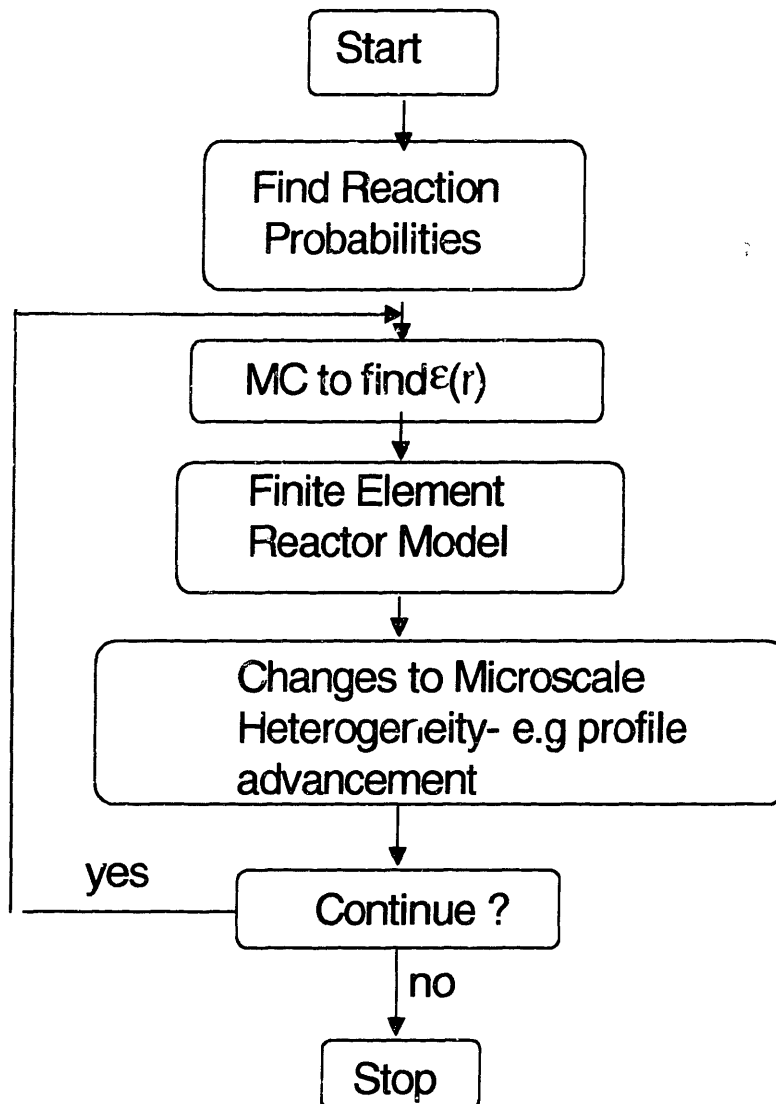 Start
Find Reaction
Probabilities
MC to find ε(r)
Finite Element
Reactor Model
Changes to Microscale
Heterogeneity- e.g profile
advancement
yes
Continue ?
no
Stop